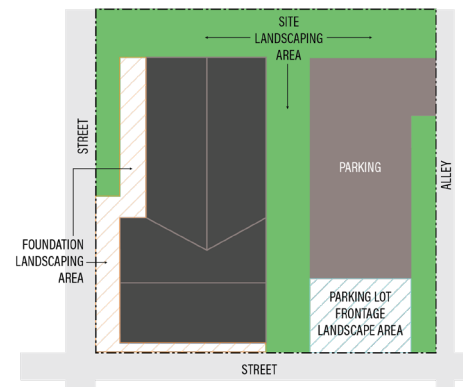 SITE
LANDSCAPING
AREA
STREET
PARKING
ALLEY
FOUNDATION
LANDSCAPING
AREA
PARKING LOT
FRONTAGE
LANDSCAPE AREA
STREET